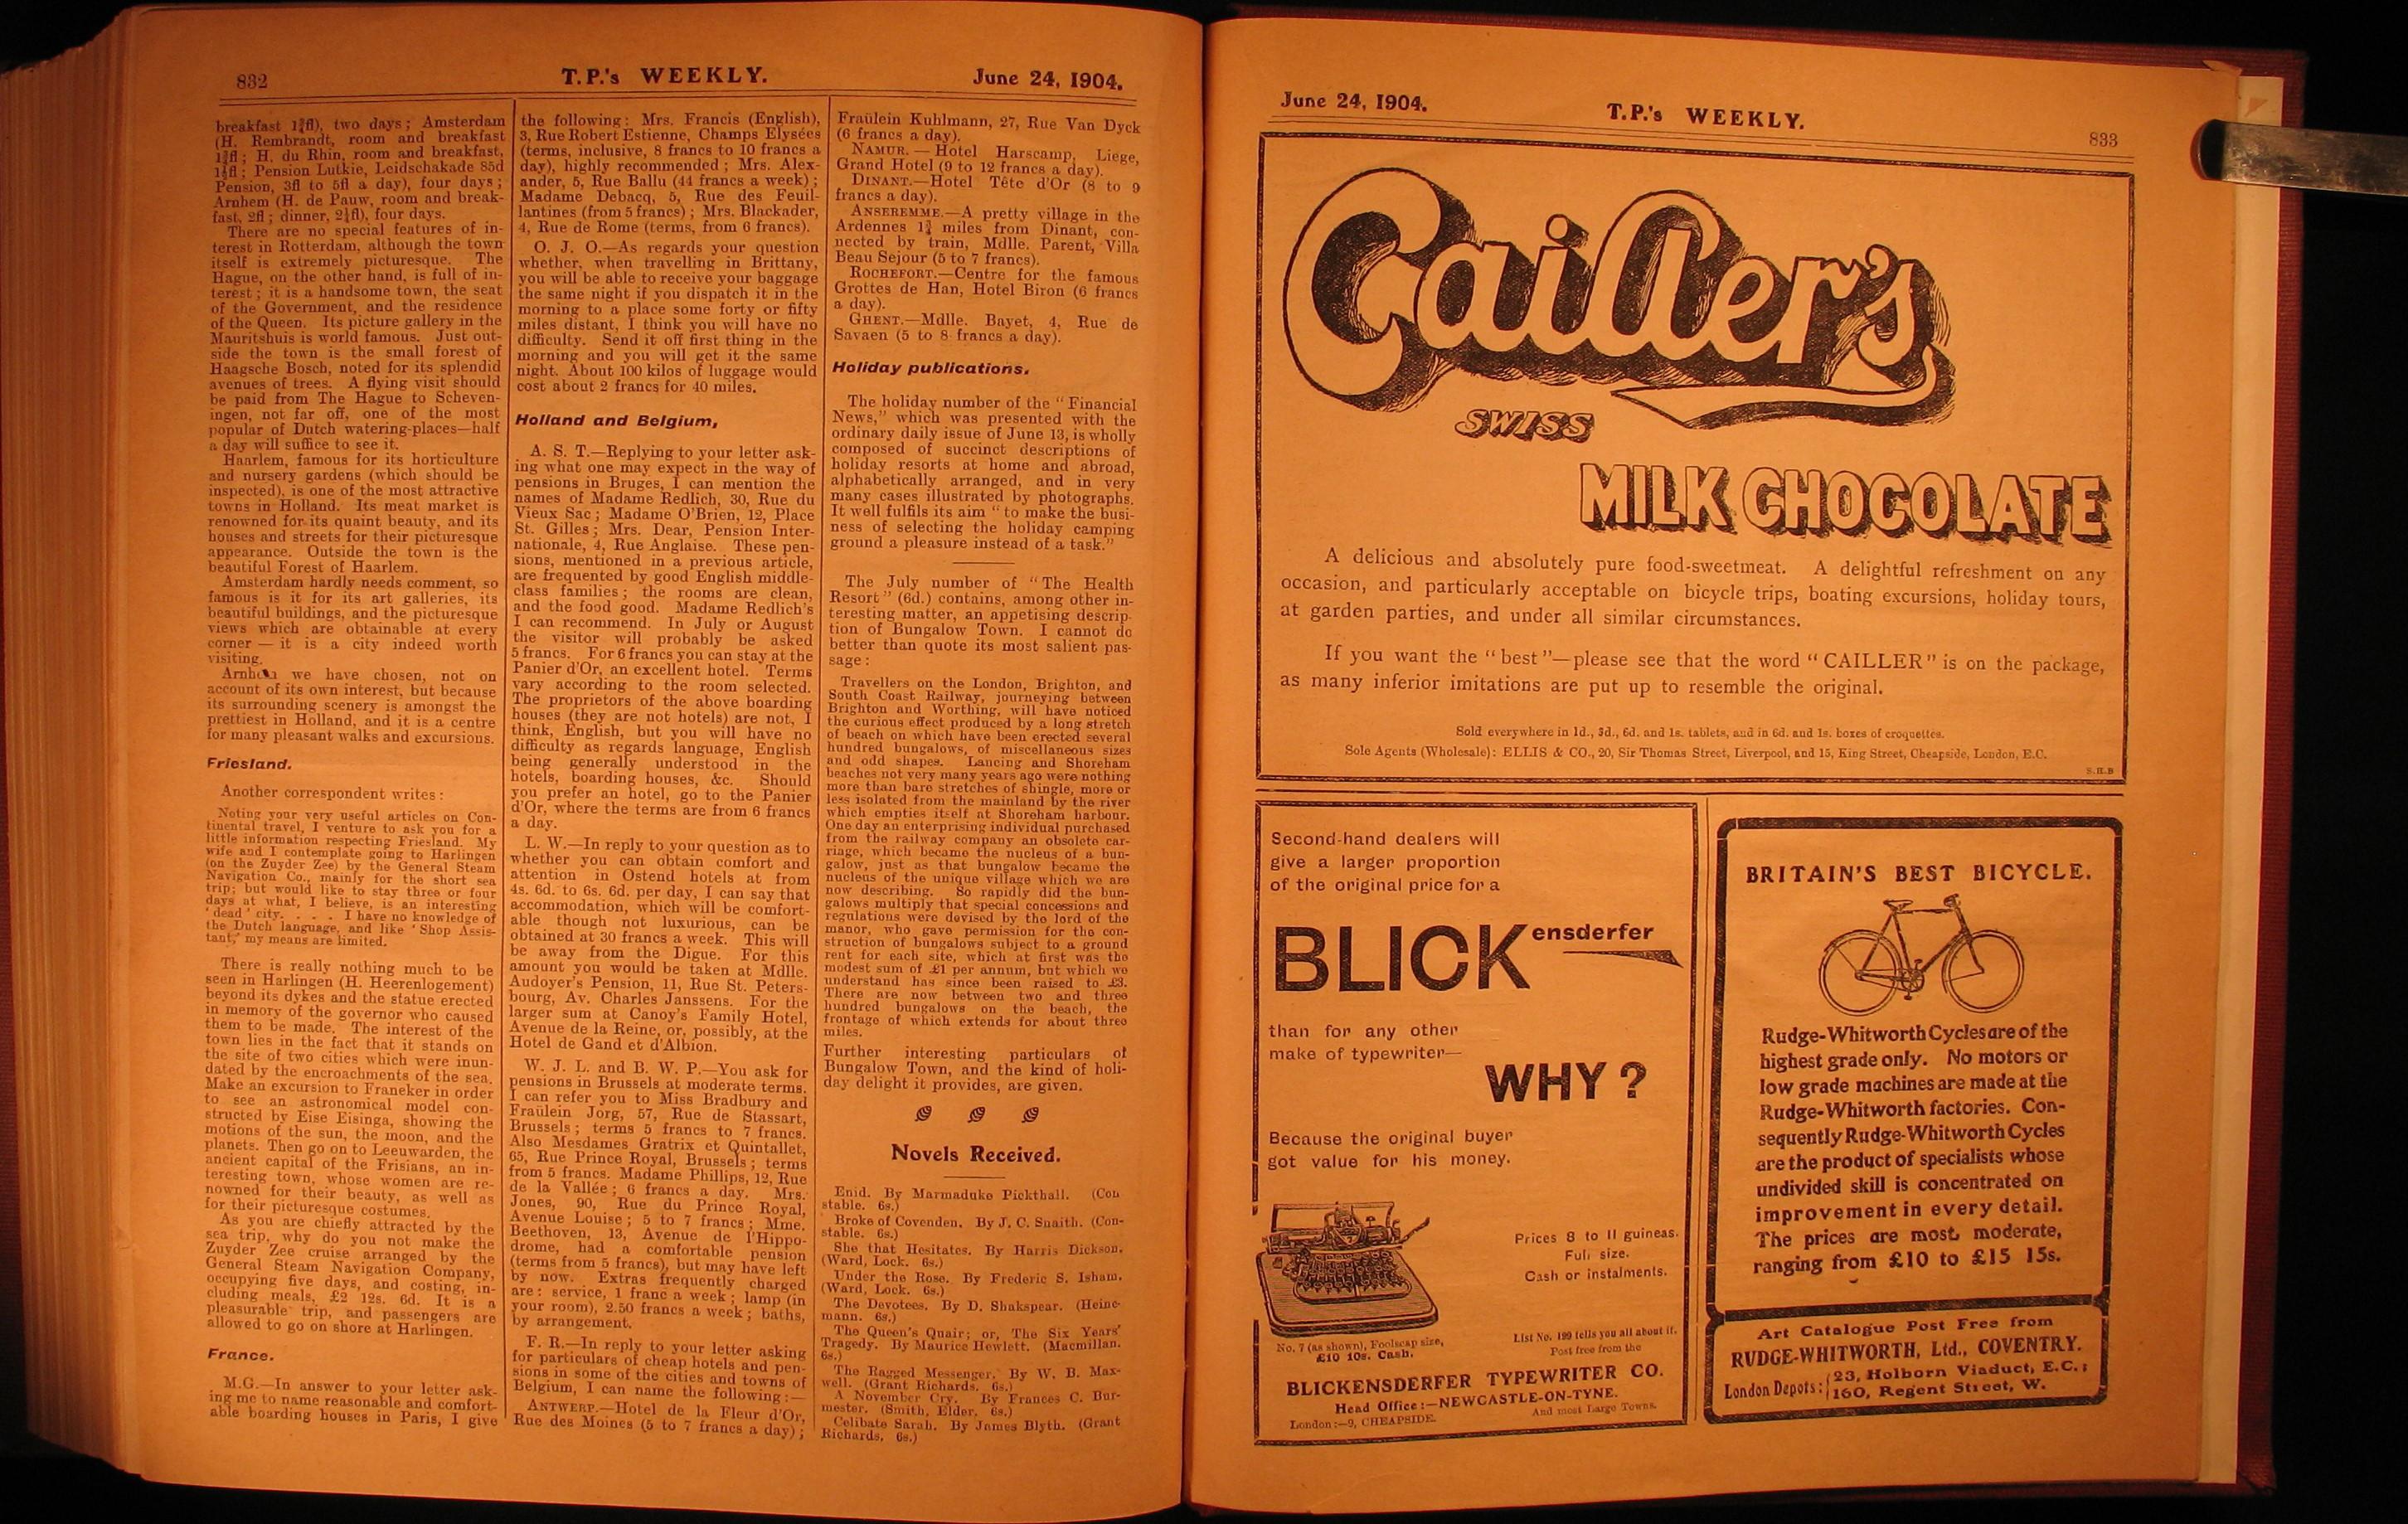 832
T.P.'s WEEKLY.
June 24, 1904.
breakfast 1¾fl), two days; Amsterdam
(H. Rembrandt, room and breakfast
1¾fl; H. du Rhin, room and breakfast,
1½fl; Pension Lutkie, Leidschakade 85d
Pension, 3fl to 5fl a day), four days;
Arnhem (H. de Pauw, room and break-
fast, 2fl; dinner, 2½fl), four days.
There are no special features of in-
terest in Rotterdam, although the town
itself is extremely picturesque. The
Hague, on the other hand, is full of in-
terest; it is a handsome town, the seat
of the Government, and the residence
of the Queen. Its picture gallery in the
Mauritshuis is world famous. Just out-
side the town is the small forest of
Haagsche Bosch, noted for its splendid
avenues of trees. A flying visit should
be paid from The Hague to Scheven-
ingen, not far off, one of the most
popular of Dutch watering-places—half
a day will suffice to see it.
Haarlem, famous for its horticulture
and nursery gardens (which should be
inspected), is one of the most attractive
towns in Holland. Its meat market is
renowned for its quaint beauty, and its
houses and streets for their picturesque
appearance. Outside the town is the
beautiful Forest of Haarlem.
Amsterdam hardly needs comment, so
famous is it for its art galleries, its
beautiful buildings, and the picturesque
views which are obtainable at every
corner — it is a city indeed worth
visiting.
Arnhem we have chosen, not on
account of its own interest, but because
its surrounding scenery is amongst the
prettiest in Holland, and it is a centre
for many pleasant walks and excursions.
Friesland.
Another correspondent writes:
Noting your very useful articles on Con-
tinental travel, I venture to ask you for a
little information respecting Friesland. My
wife and I contemplate going to Harlingen
(on the Zuyder Zee) by the General Steam
Navigation Co., mainly for the short sea
trip; but would like to stay three or four
days at what, I believe, is an interesting
'dead' city. . . . I have no knowledge of
the Dutch language, and like 'Shop Assis-
tant,' my means are limited.
There is really nothing much to be
seen in Harlingen (H. Heerenlogement)
beyond its dykes and the statue erected
in memory of the governor who caused
them to be made. The interest of the
town lies in the fact that it stands on
the site of two cities which were inun-
dated by the encroachments of the sea.
Make an excursion to Franeker in order
to see an astronomical model con-
structed by Eise Eisinga, showing the
motions of the sun, the moon, and the
planets. Then go on to Leeuwarden, the
ancient capital of the Frisians, an in-
teresting town, whose women are re-
nowned for their beauty, as well as
for their picturesque costumes.
As you are chiefly attracted by the
sea trip, why do you not make the
Zuyder Zee cruise arranged by the
General Steam Navigation Company,
occupying five days, and costing, in-
cluding meals, £2 12s. 6d. It is a
pleasurable trip, and passengers are
allowed to go on shore at Harlingen.
France.
M.G.—In answer to your letter ask-
ing me to name reasonable and comfort-
able boarding houses in Paris, I give
the following: Mrs. Francis (English),
3, Rue Robert Estienne, Champs Elysées
(terms, inclusive, 8 francs to 10 francs a
day), highly recommended; Mrs. Alex-
ander, 5, Rue Ballu (44 francs a week);
Madame Debacq, 5, Rue des Feuil-
lantines (from 5 francs); Mrs. Blackader,
4, Rue de Rome (terms, from 6 francs).
O. J. O.—As regards your question
whether, when travelling in Brittany,
you will be able to receive your baggage
the same night if you dispatch it in the
morning to a place some forty or fifty
miles distant, I think you will have no
difficulty. Send it off first thing in the
morning and you will get it the same
night. About 100 kilos of luggage would
cost about 2 francs for 40 miles.
Holland and Belgium,
A. S. T.—Replying to your letter ask-
ing what one may expect in the way of
pensions in Bruges, I can mention the
names of Madame Redlich, 30, Rue du
Vieux Sac; Madame O'Brien, 12, Place
St. Gilles; Mrs. Dear, Pension Inter-
nationale, 4, Rue Anglaise. These pen-
sions, mentioned in a previous article,
are frequented by good English middle-
class families; the rooms are clean,
and the food good. Madame Redlich's
I can recommend. In July or August
the visitor will probably be asked
5 francs. For 6 francs you can stay at the
Panier d'Or, an excellent hotel. Terms
vary according to the room selected.
The proprietors of the above boarding
houses (they are not hotels) are not, I
think, English, but you will have no
difficulty as regards language, English
being generally understood in the
hotels, boarding houses, &c. Should
you prefer an hotel, go to the Panier
d'Or, where the terms are from 6 francs
a day.
L. W.—In reply to your question as to
whether you can obtain comfort and
attention in Ostend hotels at from
4s. 6d. to 6s. 6d. per day, I can say that
accommodation, which will be comfort-
able though not luxurious, can be
obtained at 30 francs a week. This will
be away from the Digue. For this
amount you would be taken at Mdlle.
Audoyer's Pension, 11, Rue St. Peters-
bourg, Av. Charles Janssens. For the
larger sum at Canoy's Family Hotel,
Avenue de la Reine, or, possibly, at the
Hotel de Gand et d'Albion.
W. J. L. and B. W. P.—You ask for
pensions in Brussels at moderate terms.
I can refer you to Miss Bradbury and
Fraülein Jorg, 57, Rue de Stassart,
Brussels; terms 5 francs to 7 francs.
Also Mesdames Gratrix et Quintallet,
65, Rue Prince Royal, Brussels; terms
from 5 francs. Madame Phillips, 12, Rue
de la Vallée; 6 francs a day. Mrs.
Jones, 90, Rue du Prince Royal,
Avenue Louise; 5 to 7 francs; Mme.
Beethoven, 13, Avenue de l'Hippo-
drome, had a comfortable pension
(terms from 5 francs), but may have left
by now. Extras frequently charged
are: service, 1 franc a week; lamp (in
your room), 2.50 francs a week; baths,
by arrangement.
F. R.—In reply to your letter asking
for particulars of cheap hotels and pen-
sions in some of the cities and towns of
Belgium, I can name the following:—
ANTWERP.—Hotel de la Fleur d'Or,
Rue des Moines (5 to 7 francs a day);
Fraülein Kuhlmann, 27, Rue Van Dyck
(6 francs a day).
NAMUR.—Hotel Harscamp, Liege,
Grand Hotel (9 to 12 francs a day).
DINANT.—Hotel Tête d'Or (8 to 9
francs a day).
ANSEREMME.—A pretty village in the
Ardennes 1¾ miles from Dinant, con-
nected by train, Mdlle. Parent, Villa
Beau Sejour (5 to 7 francs).
ROCHEFORT.—Centre for the famous
Grottes de Han, Hotel Biron (6 francs
a day).
GHENT.—Mdlle. Bayet, 4, Rue de
Savaen (5 to 8 francs a day).
Holiday publications.
The holiday number of the "Financial
News," which was presented with the
ordinary daily issue of June 13, is wholly
composed of succinct descriptions of
holiday resorts at home and abroad,
alphabetically arranged, and in very
many cases illustrated by photographs.
It well fulfils its aim "to make the busi-
ness of selecting the holiday camping
ground a pleasure instead of a task."
The July number of "The Health
Resort" (6d.) contains, among other in-
teresting matter, an appetising descrip-
tion of Bungalow Town. I cannot do
better than quote its most salient pas-
sage:
Travellers on the London, Brighton, and
South Coast Railway, journeying between
Brighton and Worthing, will have noticed
the curious effect produced by a long stretch
of beach on which have been erected several
hundred bungalows, of miscellaneous sizes
and odd shapes. Lancing and Shoreham
beaches not very many years ago were nothing
more than bare stretches of shingle, more or
less isolated from the mainland by the river
which empties itself at Shoreham harbour.
One day an enterprising individual purchased
from the railway company an obsolete car-
riage, which became the nucleus of a bun-
galow, just as that bungalow became the
nucleus of the unique village which we are
now describing. So rapidly did the bun-
galows multiply that special concessions and
regulations were devised by the lord of the
manor, who gave permission for the con-
struction of bungalows subject to a ground
rent for each site, which at first was the
modest sum of £1 per annum, but which we
understand has since been raised to £3.
There are now between two and three
hundred bungalows on the beach, the
frontage of which extends for about three
miles.
Further interesting particulars of
Bungalow Town, and the kind of holi-
day delight it provides, are given.
Novels Received.
Enid. By Marmaduke Pickthall. (Con
stable. 6s.)
Broke of Covenden. By J. C. Snaith. (Con-
stable. 6s.)
She that Hesitates. By Harris Dickson.
(Ward, Lock. 6s.)
Under the Rose. By Frederic S. Isham.
(Ward, Lock. 6s.)
The Devotees. By D. Shakspear. (Heine-
mann. 6s.)
The Queen's Quair; or, The Six Years'
Tragedy. By Maurice Hewlett. (Macmillan.
6s.)
The Ragged Messenger. By W. B. Max-
well. (Grant Richards. 6s.)
A November Cry. By Frances C. Bur-
mester. (Smith, Elder. 6s.)
Celibate Sarah. By James Blyth. (Grant
Richards. 6s.)
June 24, 1904.
T.P.'s WEEKLY.
833
Cailler's
SWISS
MILK CHOCOLATE
A delicious and absolutely pure food-sweetmeat. A delightful refreshment on any
occasion, and particularly acceptable on bicycle trips, boating excursions, holiday tours,
at garden parties, and under all similar circumstances.
If you want the "best"—please see that the word "CAILLER" is on the package,
as many inferior imitations are put up to resemble the original.
Sold everywhere in 1d., 3d., 6d. and 1s. tablets, and in 6d. and 1s. boxes of croquettes.
Sole Agents (Wholesale): ELLIS & CO., 20, Sir Thomas Street, Liverpool, and 15, King Street, Cheapside, London, E.C.
S.H.B
Second-hand dealers will
give a larger proportion
of the original price for a
BLICKensderfer
than for any other
make of typewriter—
WHY?
Because the original buyer
got value for his money.
Prices 8 to 11 guineas.
Full size.
Cash or instalments.
No. 7 (as shown), Foolscap size,
£10 10s. Cash.
List No. 199 tells you all about it.
Post free from the
BLICKENSDERFER TYPEWRITER CO.
Head Office:—NEWCASTLE-ON-TYNE.
London:—9, CHEAPSIDE.
And most Large Towns.
BRITAIN'S BEST BICYCLE.
Rudge-Whitworth Cycles are of the
highest grade only. No motors or
low grade machines are made at the
Rudge-Whitworth factories. Con-
sequently Rudge-Whitworth Cycles
are the product of specialists whose
undivided skill is concentrated on
improvement in every detail.
The prices are most moderate,
ranging from £10 to £15 15s.
Art Catalogue Post Free from
RUDGE-WHITWORTH, Ltd., COVENTRY.
London Depots: 23, Holborn Viaduct, E.C.;
160, Regent Street, W.